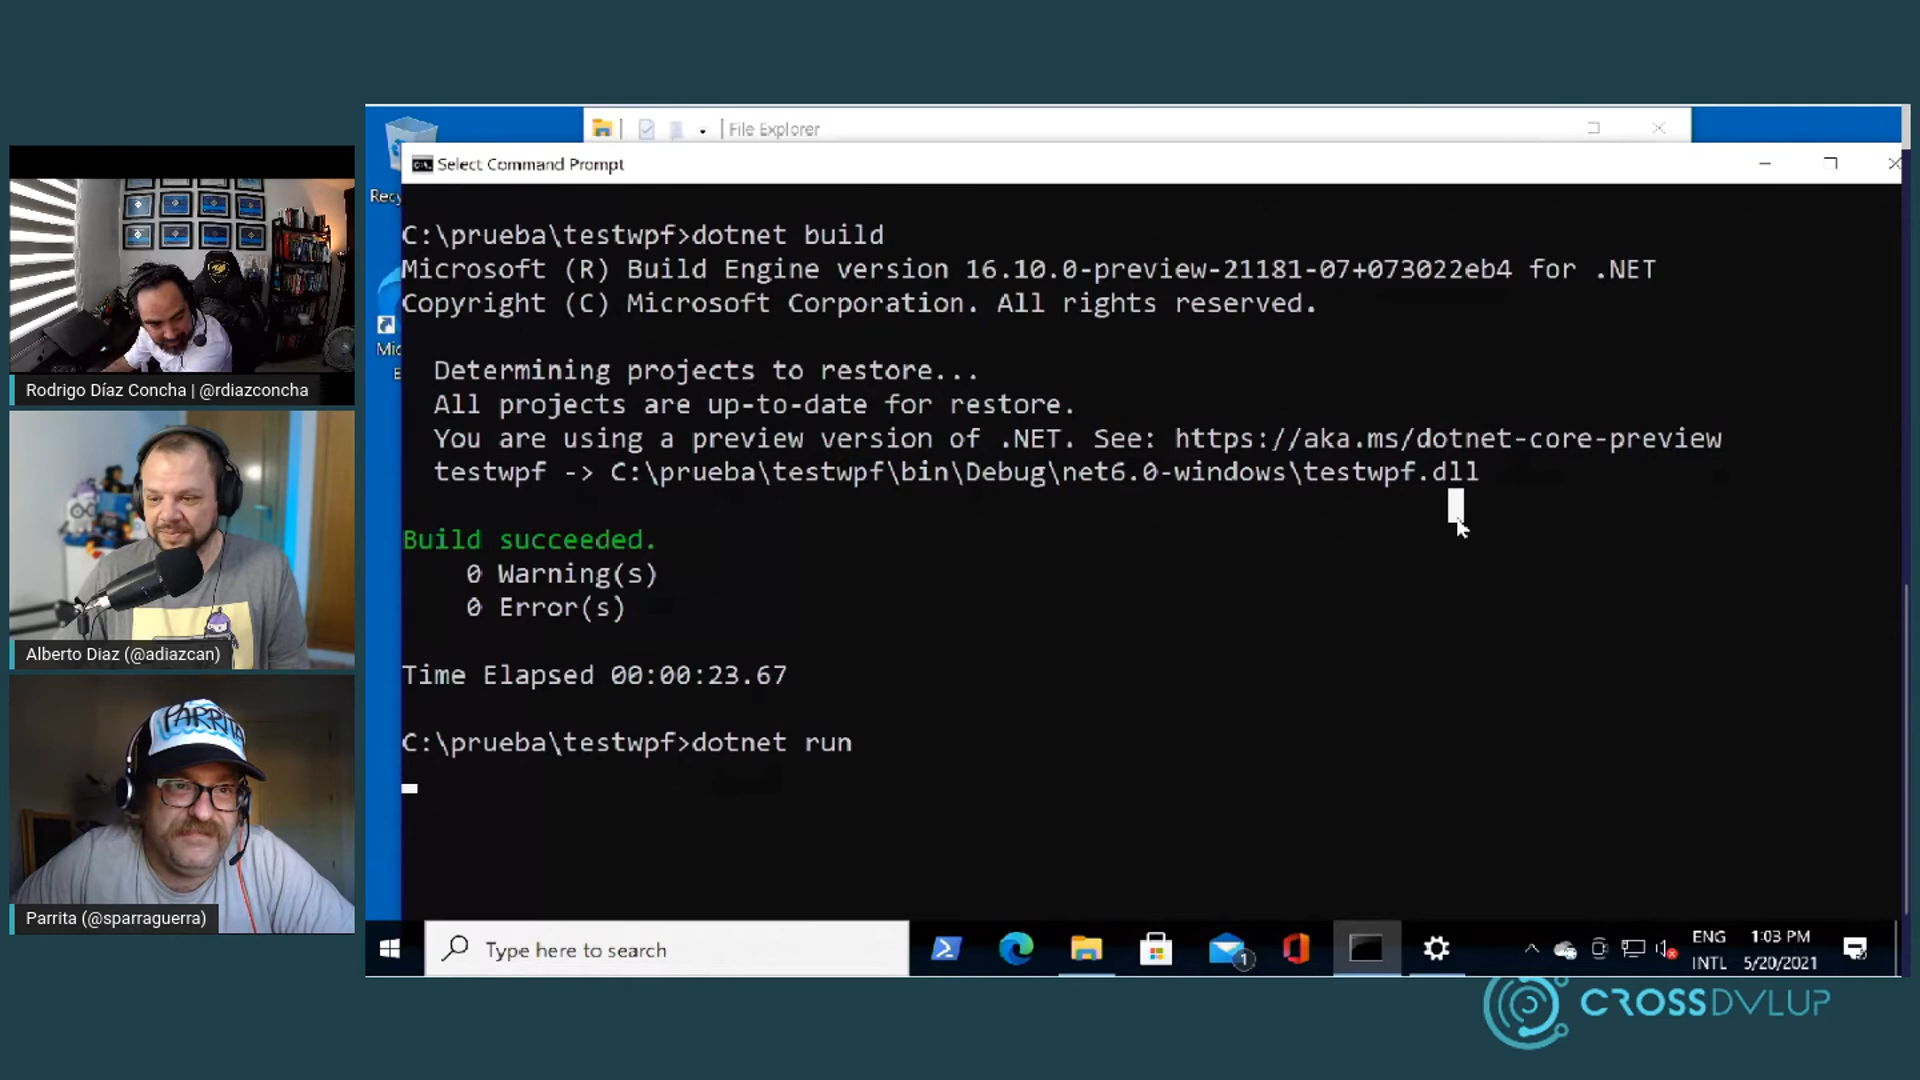 File Explorer
Select Command Prompt
C:\prueba\testwpf>dotnet build
Microsoft (R) Build Engine version 16.10.0-preview-21181-07+073022eb4 for .NET
Copyright (C) Microsoft Corporation. All rights reserved.
Determining projects to restore...
All projects are up-to-date for restore.
You are using a preview version of .NET. See: https://aka.ms/dotnet-core-preview
testwpf -> C:\prueba\testwpf\bin\Debug\net6.0-windows\testwpf.dll
Build succeeded.
0 Warning(s)
0 Error(s)
Time Elapsed 00:00:23.67
C:\prueba\testwpf>dotnet run
Recy
Mic
E
Rodrigo Díaz Concha | @rdiazconcha
Alberto Diaz (@adiazcan)
PARRITA
Parrita (@sparraguerra)
Type here to search
1
ENG
INTL
1:03 PM
5/20/2021
CROSSDVLUP